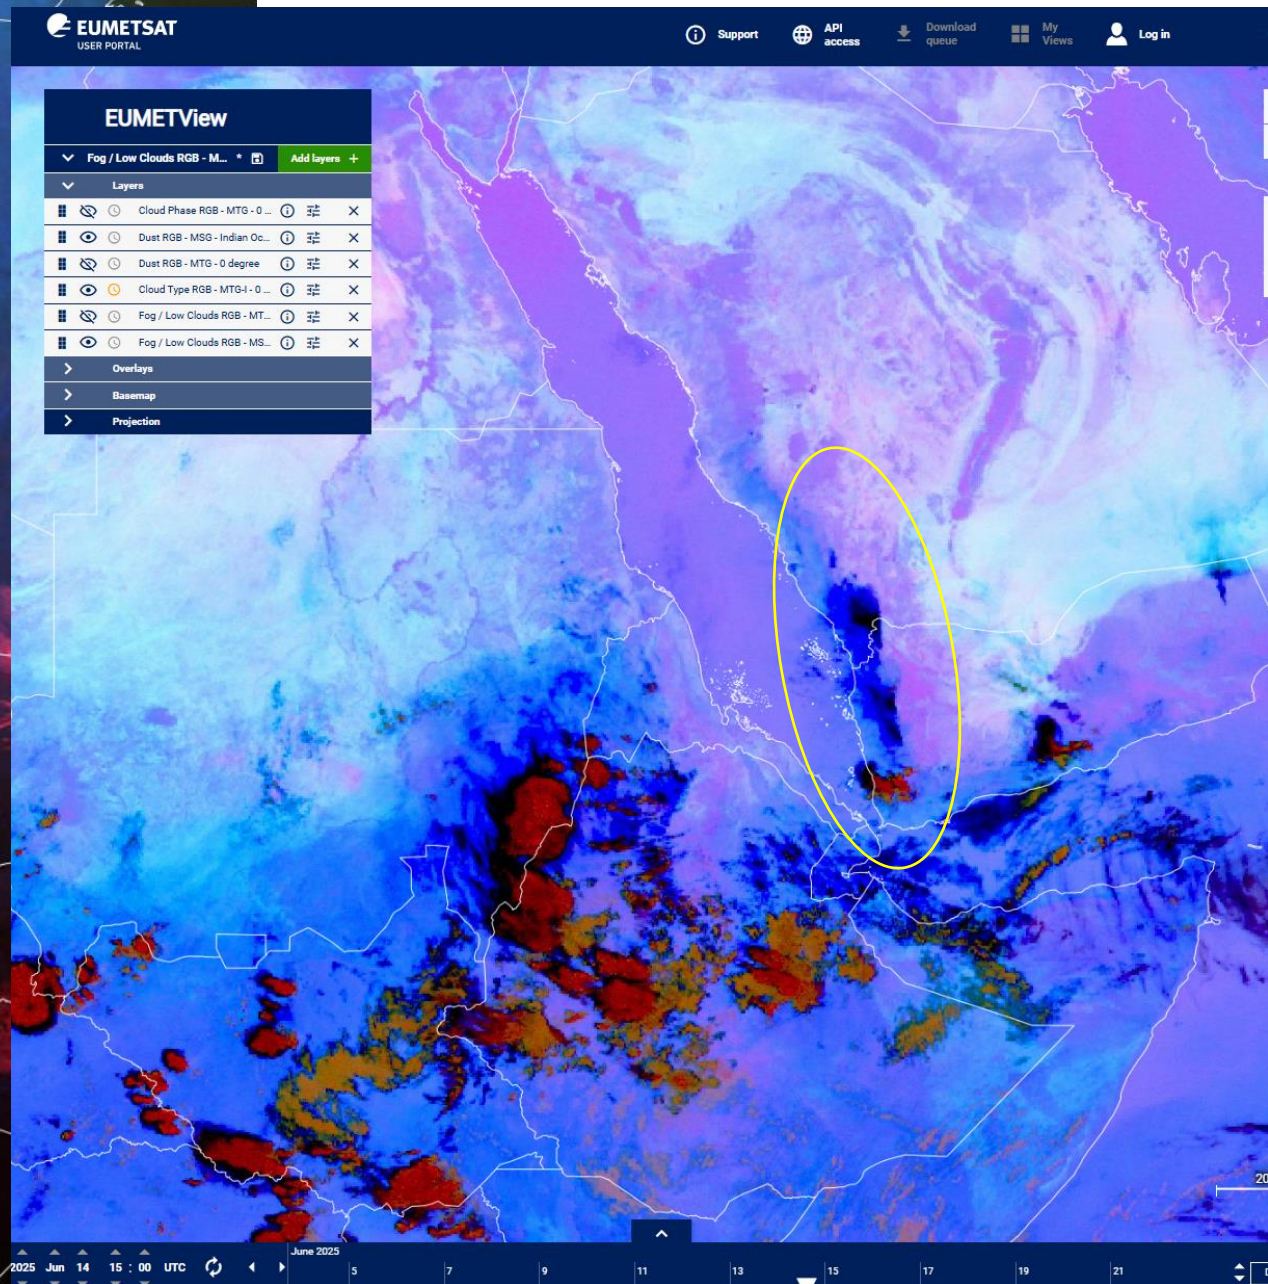 EUMETSAT
USER PORTAL
Support
API
access
Download
queue
My
Views
Log in
EUMETView
Fog / Low Clouds RGB - M... *
Add layers +
Layers
Cloud Phase RGB - MTG - 0 ...
Dust RGB - MSG - Indian Oc...
Dust RGB - MTG - 0 degree
Cloud Type RGB - MTG-I - 0 ...
Fog / Low Clouds RGB - MT...
Fog / Low Clouds RGB - MS...
Overlays
Basemap
Projection
20
June 2025
2025 Jun 14 15 : 00 UTC
5 7 9 11 13 15 17 19 21